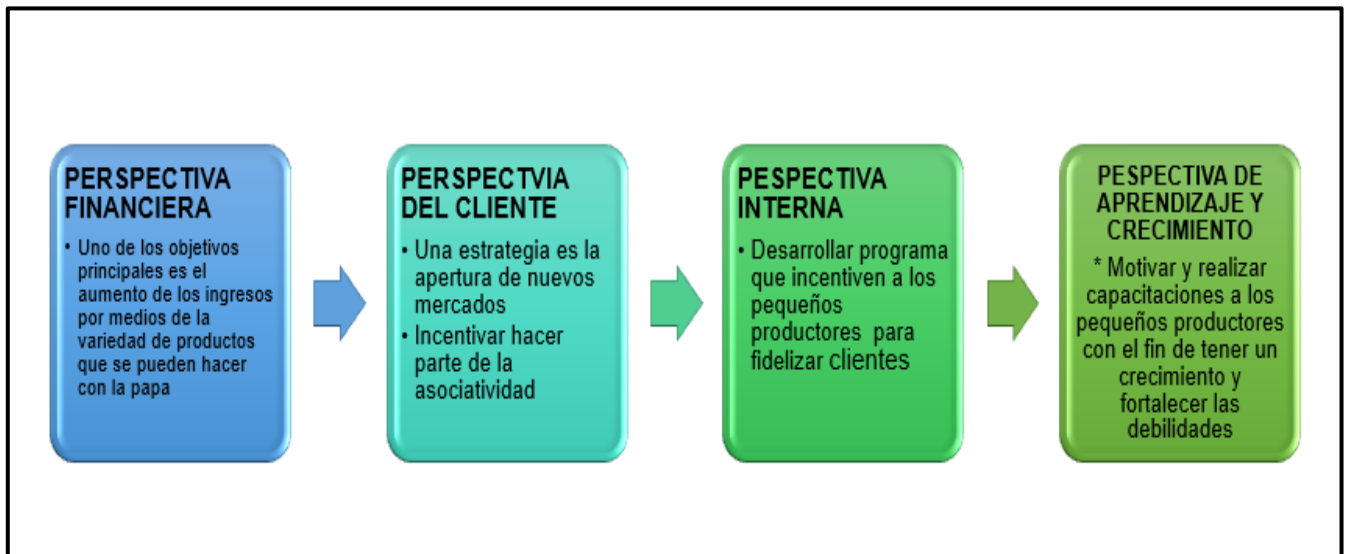 PERSPECTIVA
FINANCIERA
• Uno de los objetivos
principales es el
aumento de los ingresos
por medios de la
variedad de productos
que se pueden hacer
con la papa
PERSPECTVIA
DEL CLIENTE
• Una estrategia es la
apertura de nuevos
mercados
• Incentivar hacer
parte de la
asociatividad
PESPECTIVA
INTERNA
• Desarrollar programa
que incentiven a los
pequeños
productores para
fidelizar clientes
PESPECTIVA DE
APRENDIZAJE Y
CRECIMIENTO
* Motivar y realizar
capacitaciones a los
pequeños productores
con el fin de tener un
crecimiento y
fortalecer las
debilidades